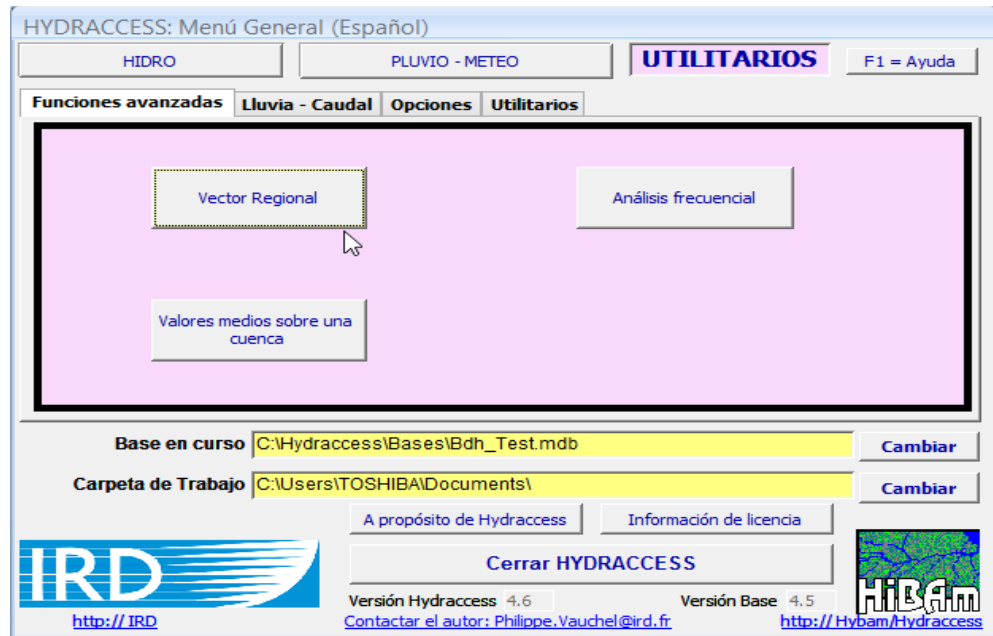 HYDRACCESS: Menú General (Español)
HIDRO PLUVIO - METEO UTILITARIOS F1 = Ayuda
Funciones avanzadas Lluvia - Caudal Opciones Utilitarios
Vector Regional Análisis frecuencial
Valores medios sobre una
cuenca
Base en curso C:\Hydraccess\Bases\Bdh_Test.mdb Cambiar
Carpeta de Trabajo C:\Users\TOSHIBA\Documents\ Cambiar
A propósito de Hydraccess Información de licencia
IRD Cerrar HYDRACCESS HiBAm
Versión Hydraccess 4.6 Versión Base 4.5
http:// IRD Contactar el autor: Philippe.Vauchel@ird.fr http:// Hybam/Hydraccess